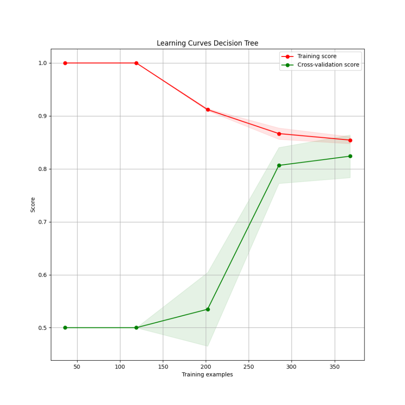 Learning Curves Decision Tree
Training score
Cross-validation score
1.0
0.9
0.8
0.7
0.6
0.5
Score
50 100 150 200 250 300 350
Training examples